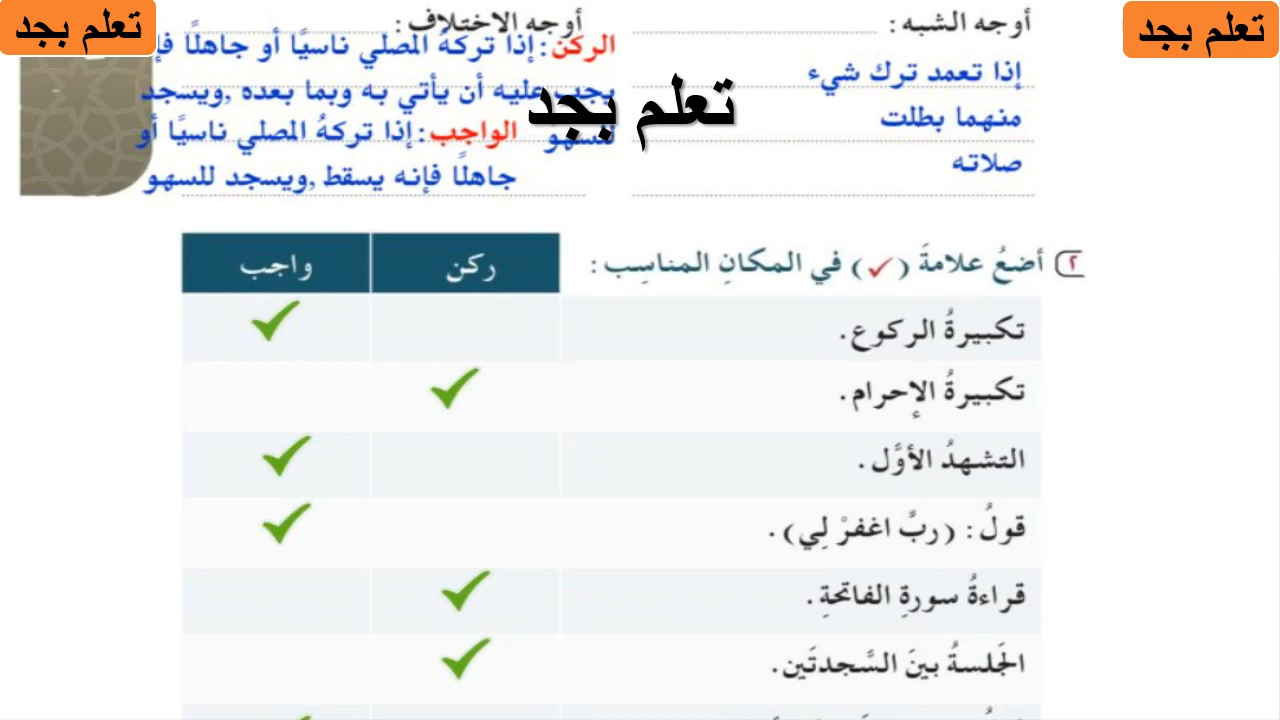 تعلم بجد
تعلم بجد
أوجه الشبه :
إذا تعمد ترك شيء
منهما بطلت
صلاته
أوجه الاختلاف :
الركن : إذا تركهُ المصلي ناسيًا أو جاهلًا
يجب عليه أن يأتي به وبما بعده ,ويسجد
للسهو
الواجب : إذا تركهُ المصلي ناسيًا أو
جاهلًا فإنه يسقط ,ويسجد للسهو
تعلم بجد
٢ أضعُ علامةَ (✓) في المكانِ المناسِب :
ركن واجب
تكبيرةُ الركوع . ✓
تكبيرةُ الإحرام . ✓
التشهدُ الأوَّل . ✓
قولُ : (ربِّ اغفرْ لِي) . ✓
قراءةُ سورةِ الفاتحةِ . ✓
الجَلسةُ بينَ السَّجدتَين . ✓